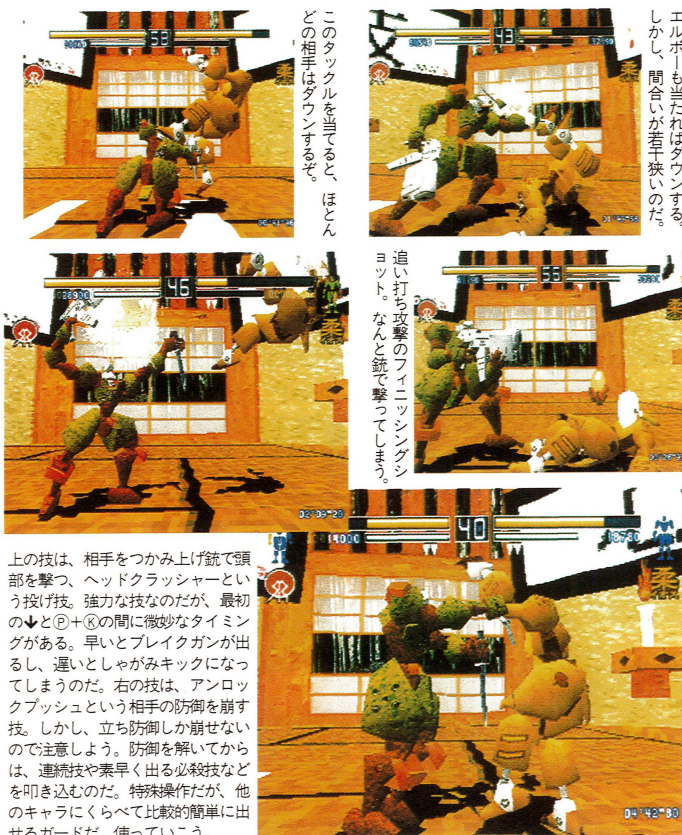 エルボーも当たればダウンする。
しかし、間合いが若干狭いのだ。
このタックルを当てると、ほとん
どの相手はダウンするぞ。
追い打ち攻撃のフィニッシングシ
ョット。なんと銃で撃ってしまう。
上の技は、相手をつかみ上げ銃で頭
部を撃つ、ヘッドクラッシャーとい
う投げ技。強力な技なのだが、最初
の↓とⓅ+Ⓚの間に微妙なタイミン
グがある。早いとブレイクガンが出
るし、遅いとしゃがみキックになっ
てしまうのだ。右の技は、アンロッ
クプッシュという相手の防御を崩す
技。しかし、立ち防御しか崩せない
ので注意しよう。防御を解いてから
は、連続技や素早く出る必殺技など
を叩き込むのだ。特殊操作だが、他
のキャラにくらべて比較的簡単に出
せるガードだ。使っていこう。
58
43
46
028900
02"09"20
55
40
18780
04"42"80
柔